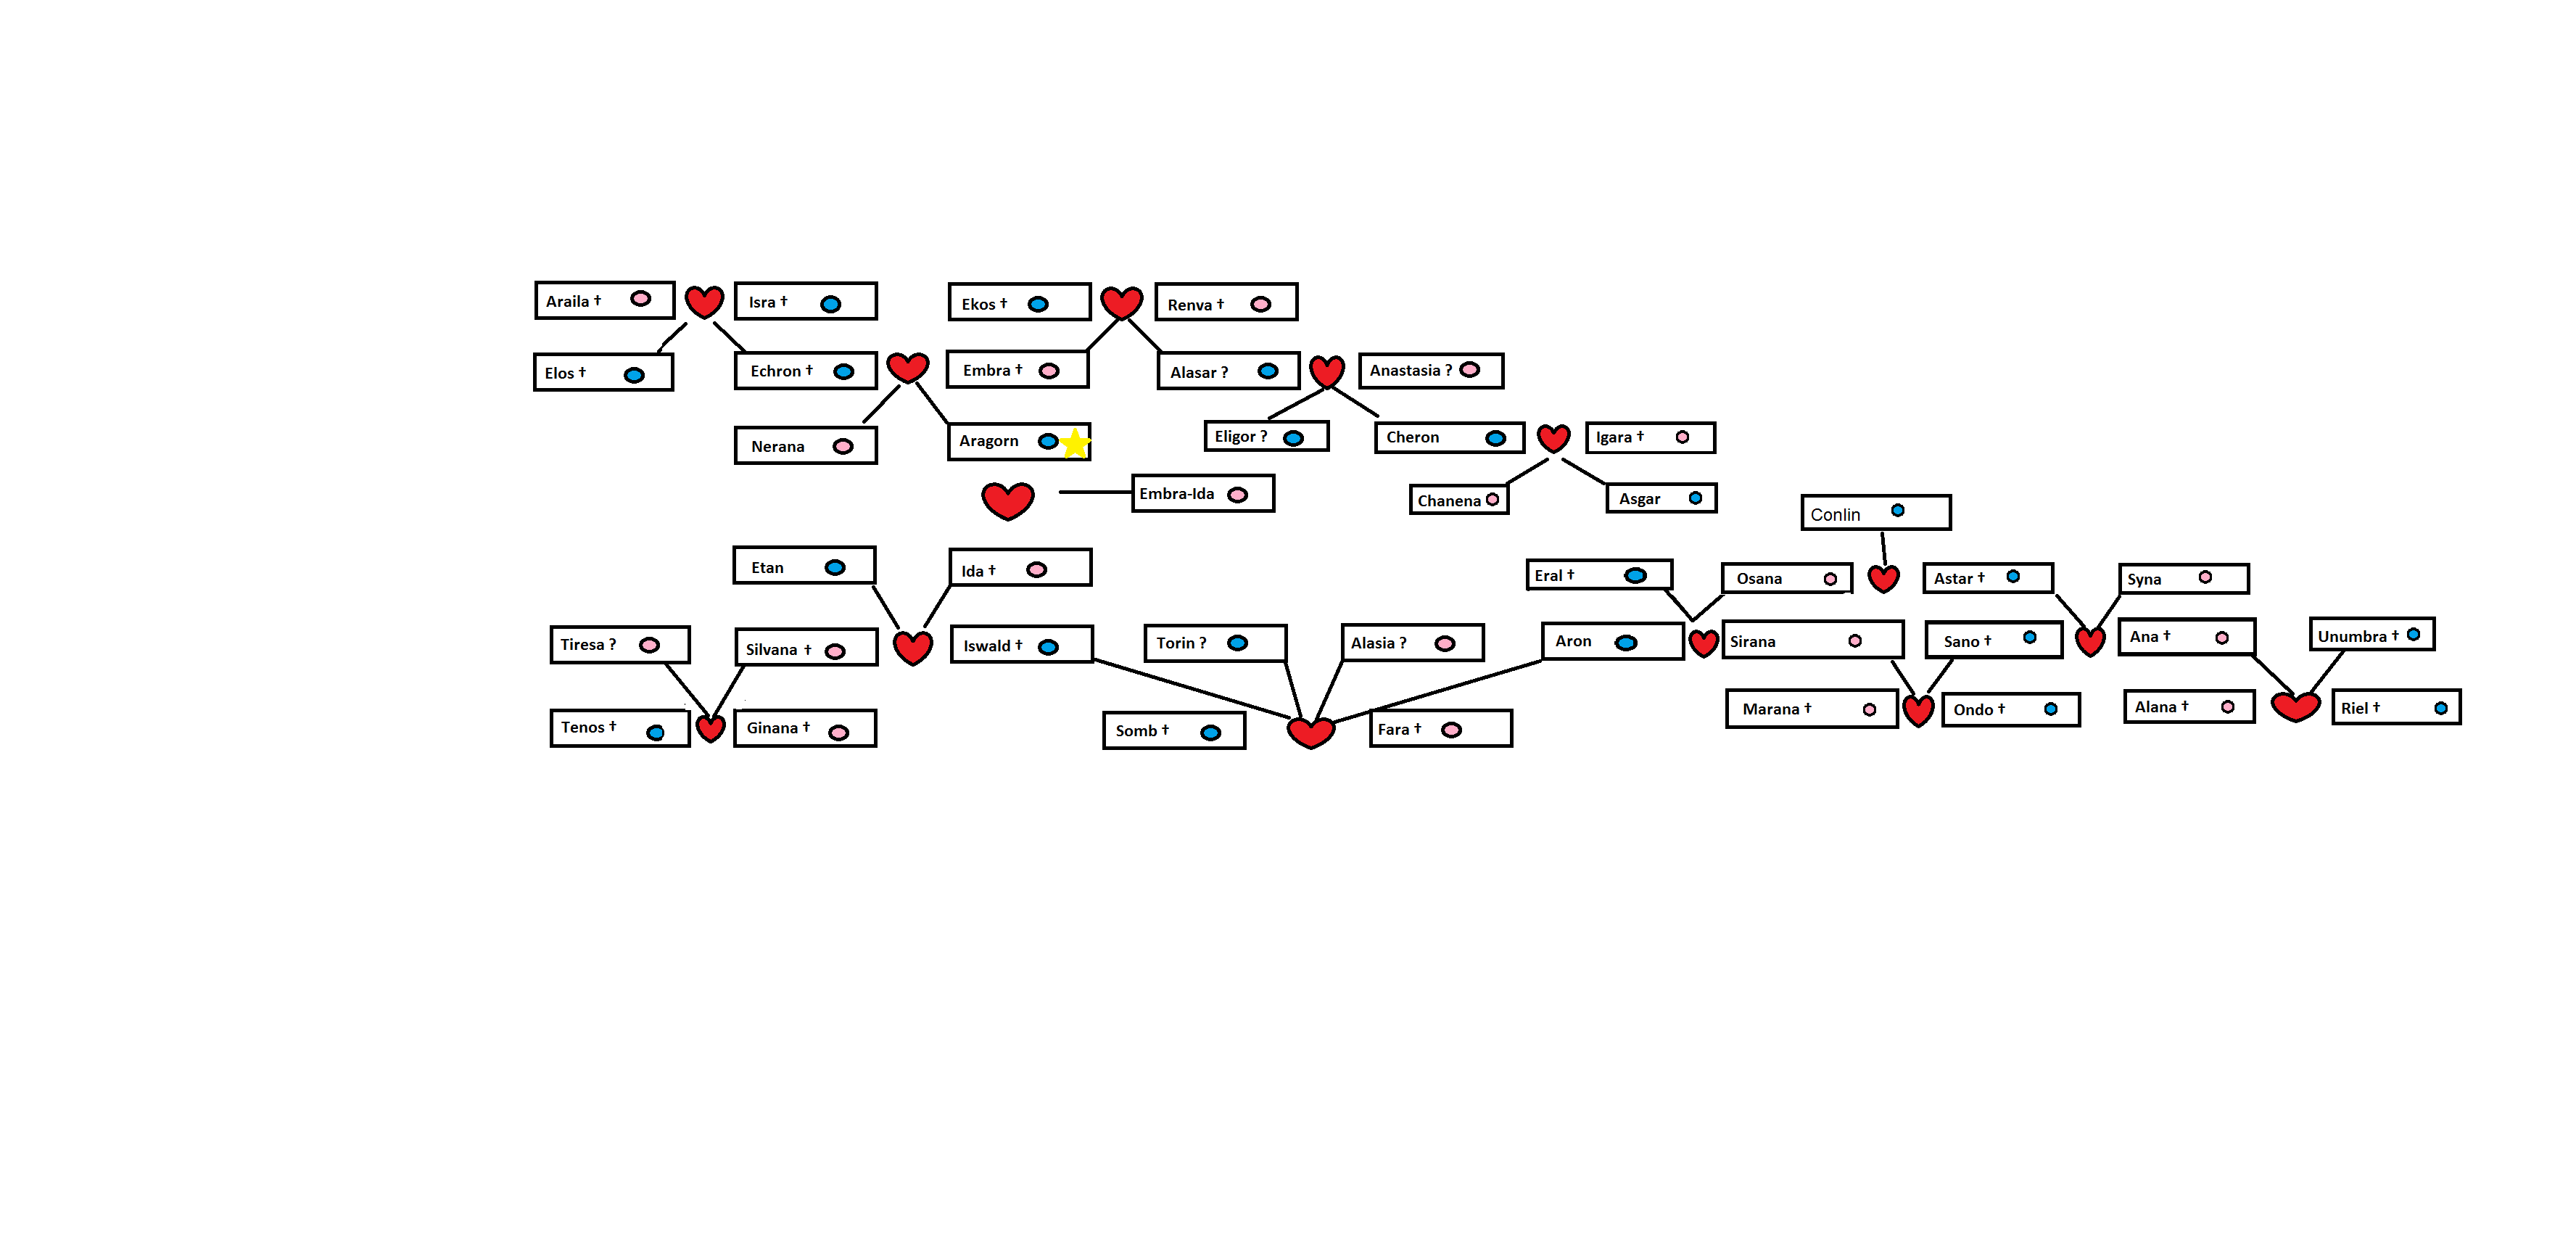 Araila †
Isra †
Ekos †
Renva †
Elos †
Echron †
Embra †
Alasar ?
Anastasia ?
Nerana
Aragorn
Eligor ?
Cheron
Igara †
Embra-Ida
Chanena
Asgar
Conlin
Etan
Ida †
Eral †
Osana
Astar †
Syna
Tiresa ?
Silvana †
Iswald †
Torin ?
Alasia ?
Aron
Sirana
Sano †
Ana †
Unumbra †
Tenos †
Ginana †
Somb †
Fara †
Marana †
Ondo †
Alana †
Riel †